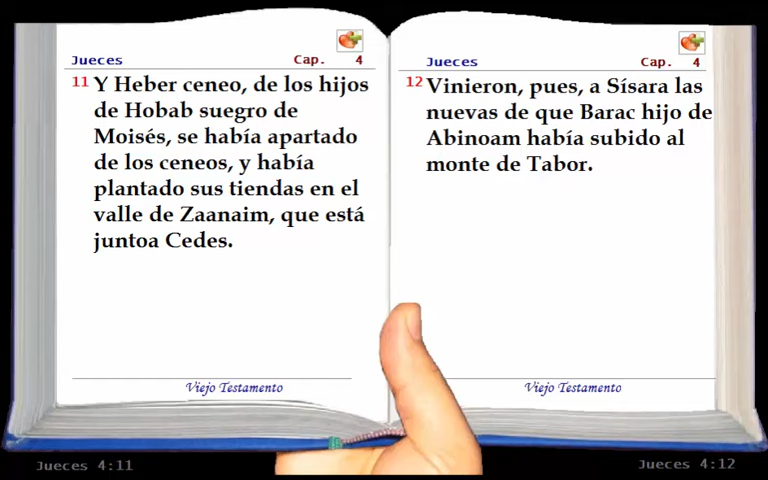 Jueces Cap. 4
11 Y Heber ceneo, de los hijos
de Hobab suegro de
Moisés, se había apartado
de los ceneos, y había
plantado sus tiendas en el
valle de Zaanaim, que está
juntoa Cedes.
Viejo Testamento
Jueces 4:11
Jueces Cap. 4
12 Vinieron, pues, a Sísara las
nuevas de que Barac hijo de
Abinoam había subido al
monte de Tabor.
Viejo Testamento
Jueces 4:12